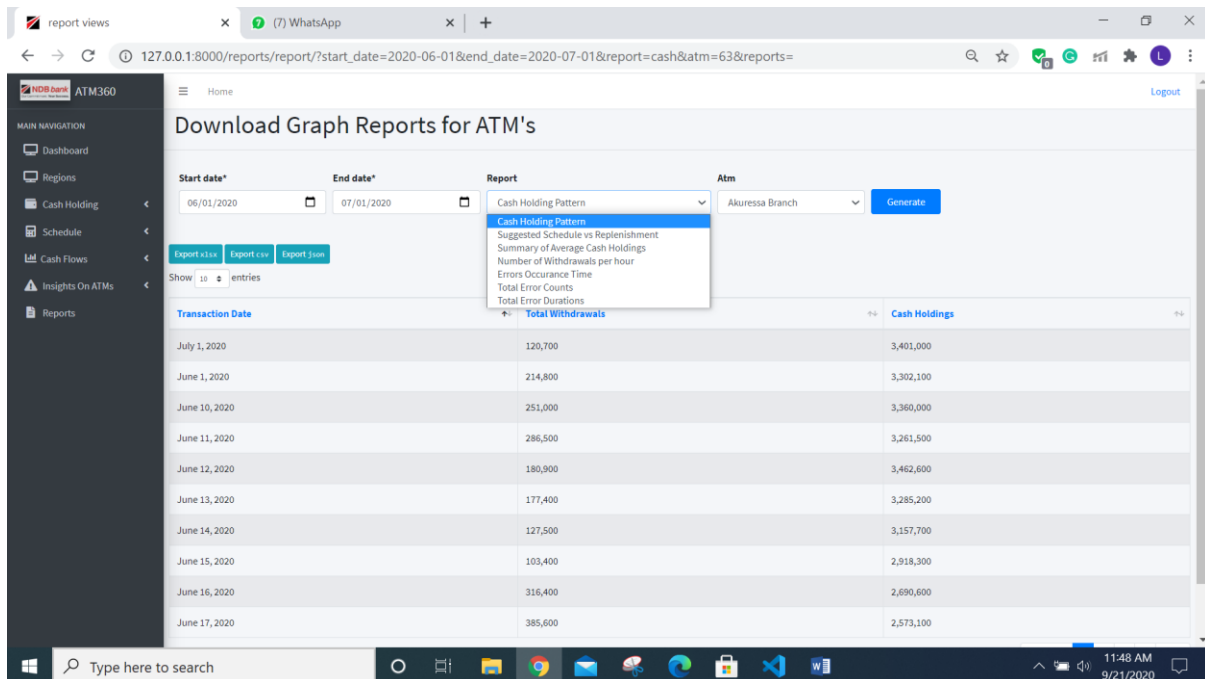 report views
(7) WhatsApp
127.0.0.1:8000/reports/report/?start_date=2020-06-01&end_date=2020-07-01&report=cash&atm=63&reports=
NDB bank ATM360
Home
Logout
MAIN NAVIGATION
Dashboard
Regions
Cash Holding
Schedule
Cash Flows
Insights On ATMs
Reports
Download Graph Reports for ATM's
Start date* End date* Report Atm
06/01/2020 07/01/2020 Cash Holding Pattern Akuressa Branch Generate
Cash Holding Pattern
Suggested Schedule vs Replenishment
Summary of Average Cash Holdings
Number of Withdrawals per hour
Errors Occurance Time
Total Error Counts
Total Error Durations
Export xlsx Export csv Export json
Show 10 entries
Transaction Date Total Withdrawals Cash Holdings
July 1, 2020 120,700 3,401,000
June 1, 2020 214,800 3,302,100
June 10, 2020 251,000 3,360,000
June 11, 2020 286,500 3,261,500
June 12, 2020 180,900 3,462,600
June 13, 2020 177,400 3,285,200
June 14, 2020 127,500 3,157,700
June 15, 2020 103,400 2,918,300
June 16, 2020 316,400 2,690,600
June 17, 2020 385,600 2,573,100
Type here to search
11:48 AM
9/21/2020